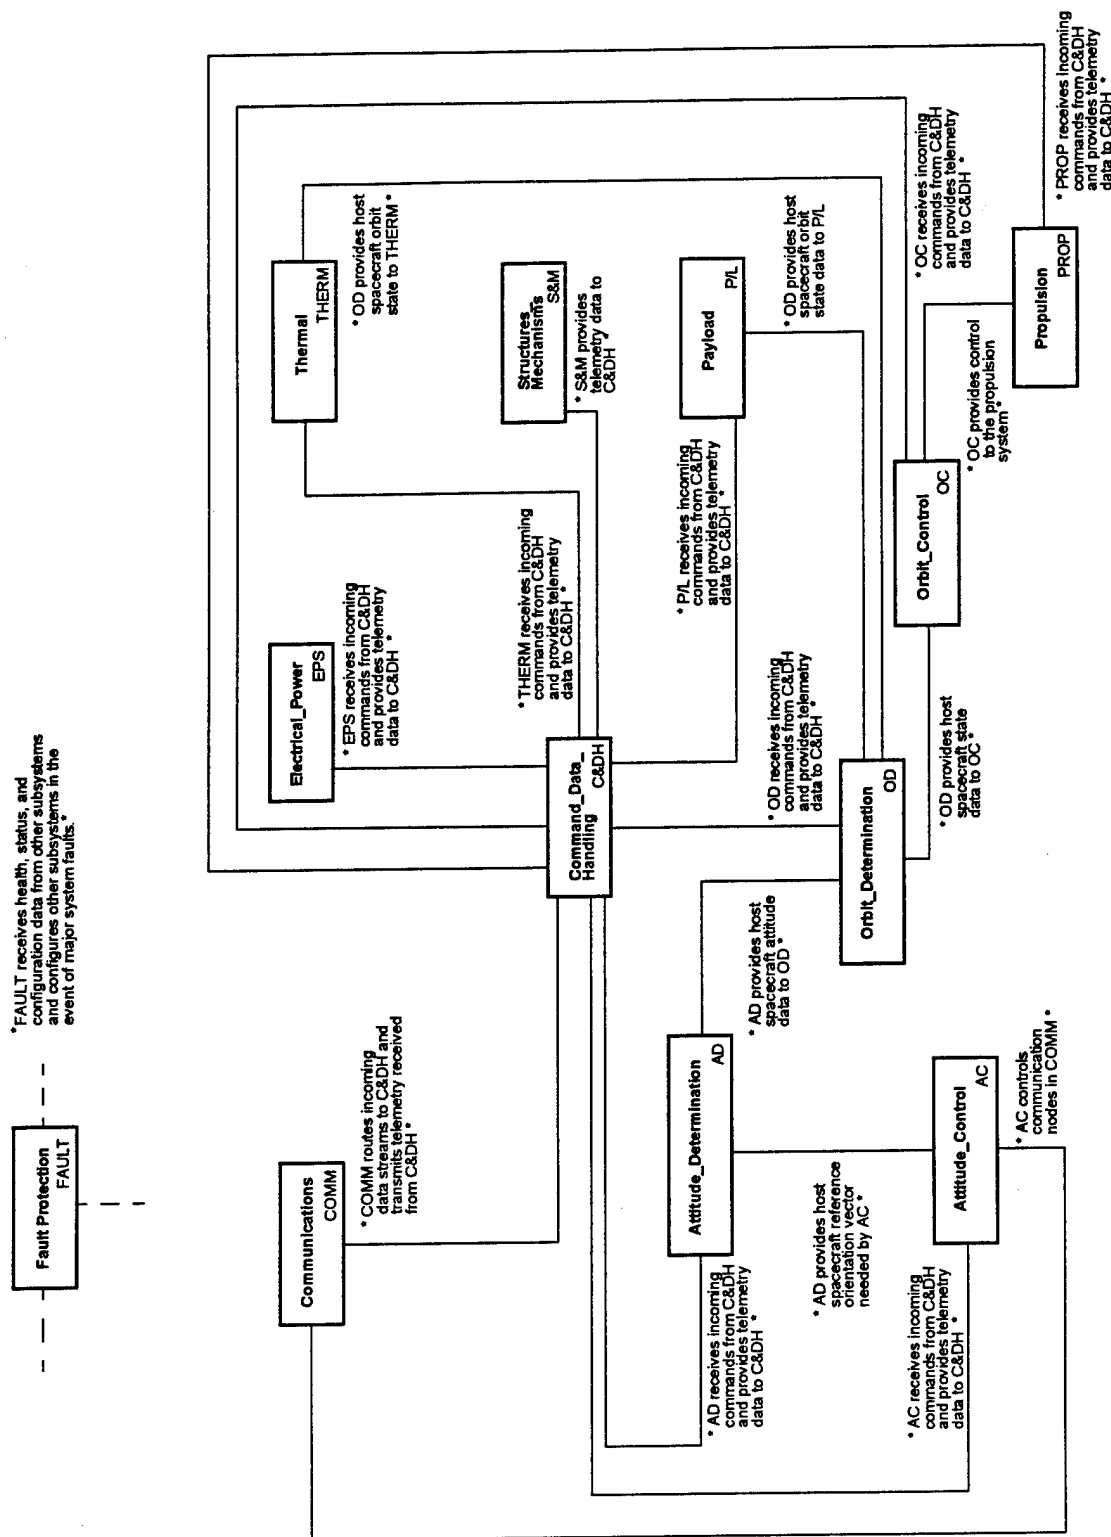 Fault Protection
FAULT
*FAULT receives health, status, and
configuration data from other subsystems
and configures other subsystems in the
event of major system faults.*
Communications
COMM
* COMM routes incoming
data streams to C&DH and
transmits telemetry received
from C&DH *
Electrical_Power
EPS
* EPS receives incoming
commands from C&DH
and provides telemetry
data to C&DH *
Thermal
THERM
* OD provides host
spacecraft orbit
state to THERM *
*THERM receives incoming
commands from C&DH
and provides telemetry
data to C&DH *
Structures_
Mechanisms
S&M
* S&M provides
telemetry data to
C&DH *
Command_Data_
Handling
C&DH
Attitude_Determination
AD
* AD receives incoming
commands from C&DH
and provides telemetry
data to C&DH *
* AD provides host
spacecraft attitude
data to OD *
* P/L receives incoming
commands from C&DH
and provides telemetry
data to C&DH *
Payload
P/L
* OD provides host
spacecraft orbit
state data to P/L
* OD receives incoming
commands from C&DH
and provides telemetry
data to C&DH *
Orbit_Determination
OD
* AD provides host
spacecraft reference
orientation vector
needed by AC *
* AC receives incoming
commands from C&DH
and provides telemetry
data to C&DH *
Attitude_Control
AC
* AC controls
communication
nodes in COMM *
* OD provides host
spacecraft state
data to OC *
Orbit_Control
OC
* OC receives incoming
commands from C&DH
and provides telemetry
data to C&DH *
* OC provides control
to the propulsion
system *
Propulsion
PROP
* PROP receives incoming
commands from C&DH
and provides telemetry
data to C&DH *